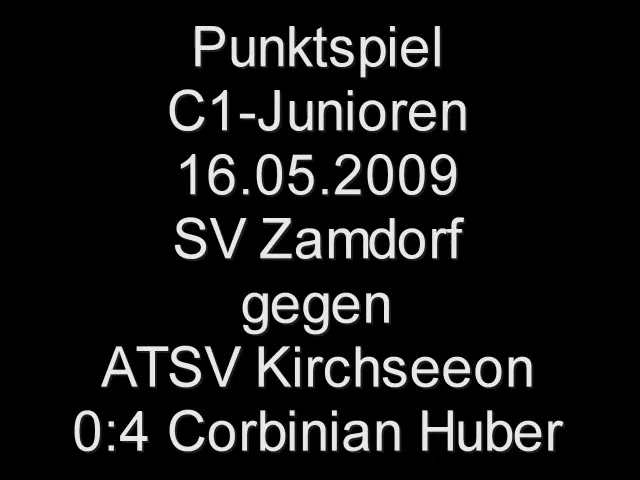 Punktspiel
C1-Junioren
16.05.2009
SV Zamdorf
gegen
ATSV Kirchseeon
0:4 Corbinian Huber